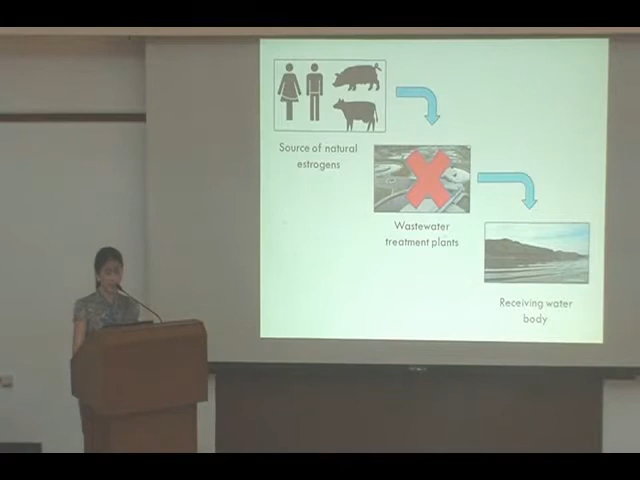 Source of natural
estrogens
Wastewater
treatment plants
Receiving water
body